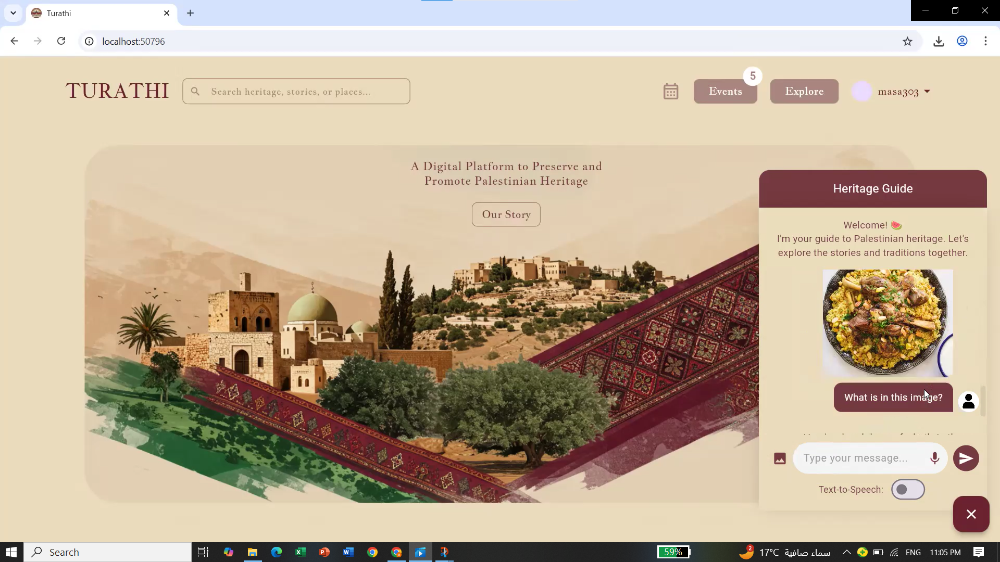 Turathi
localhost:50796
TURATHI
Search heritage, stories, or places...
Events
5
Explore
masa303
A Digital Platform to Preserve and
Promote Palestinian Heritage
Our Story
Heritage Guide
Welcome! 🍉
I'm your guide to Palestinian heritage. Let's
explore the stories and traditions together.
What is in this image?
Type your message...
Text-to-Speech:
Search
59%
2
17°C سماء صافية
ENG
11:05 PM